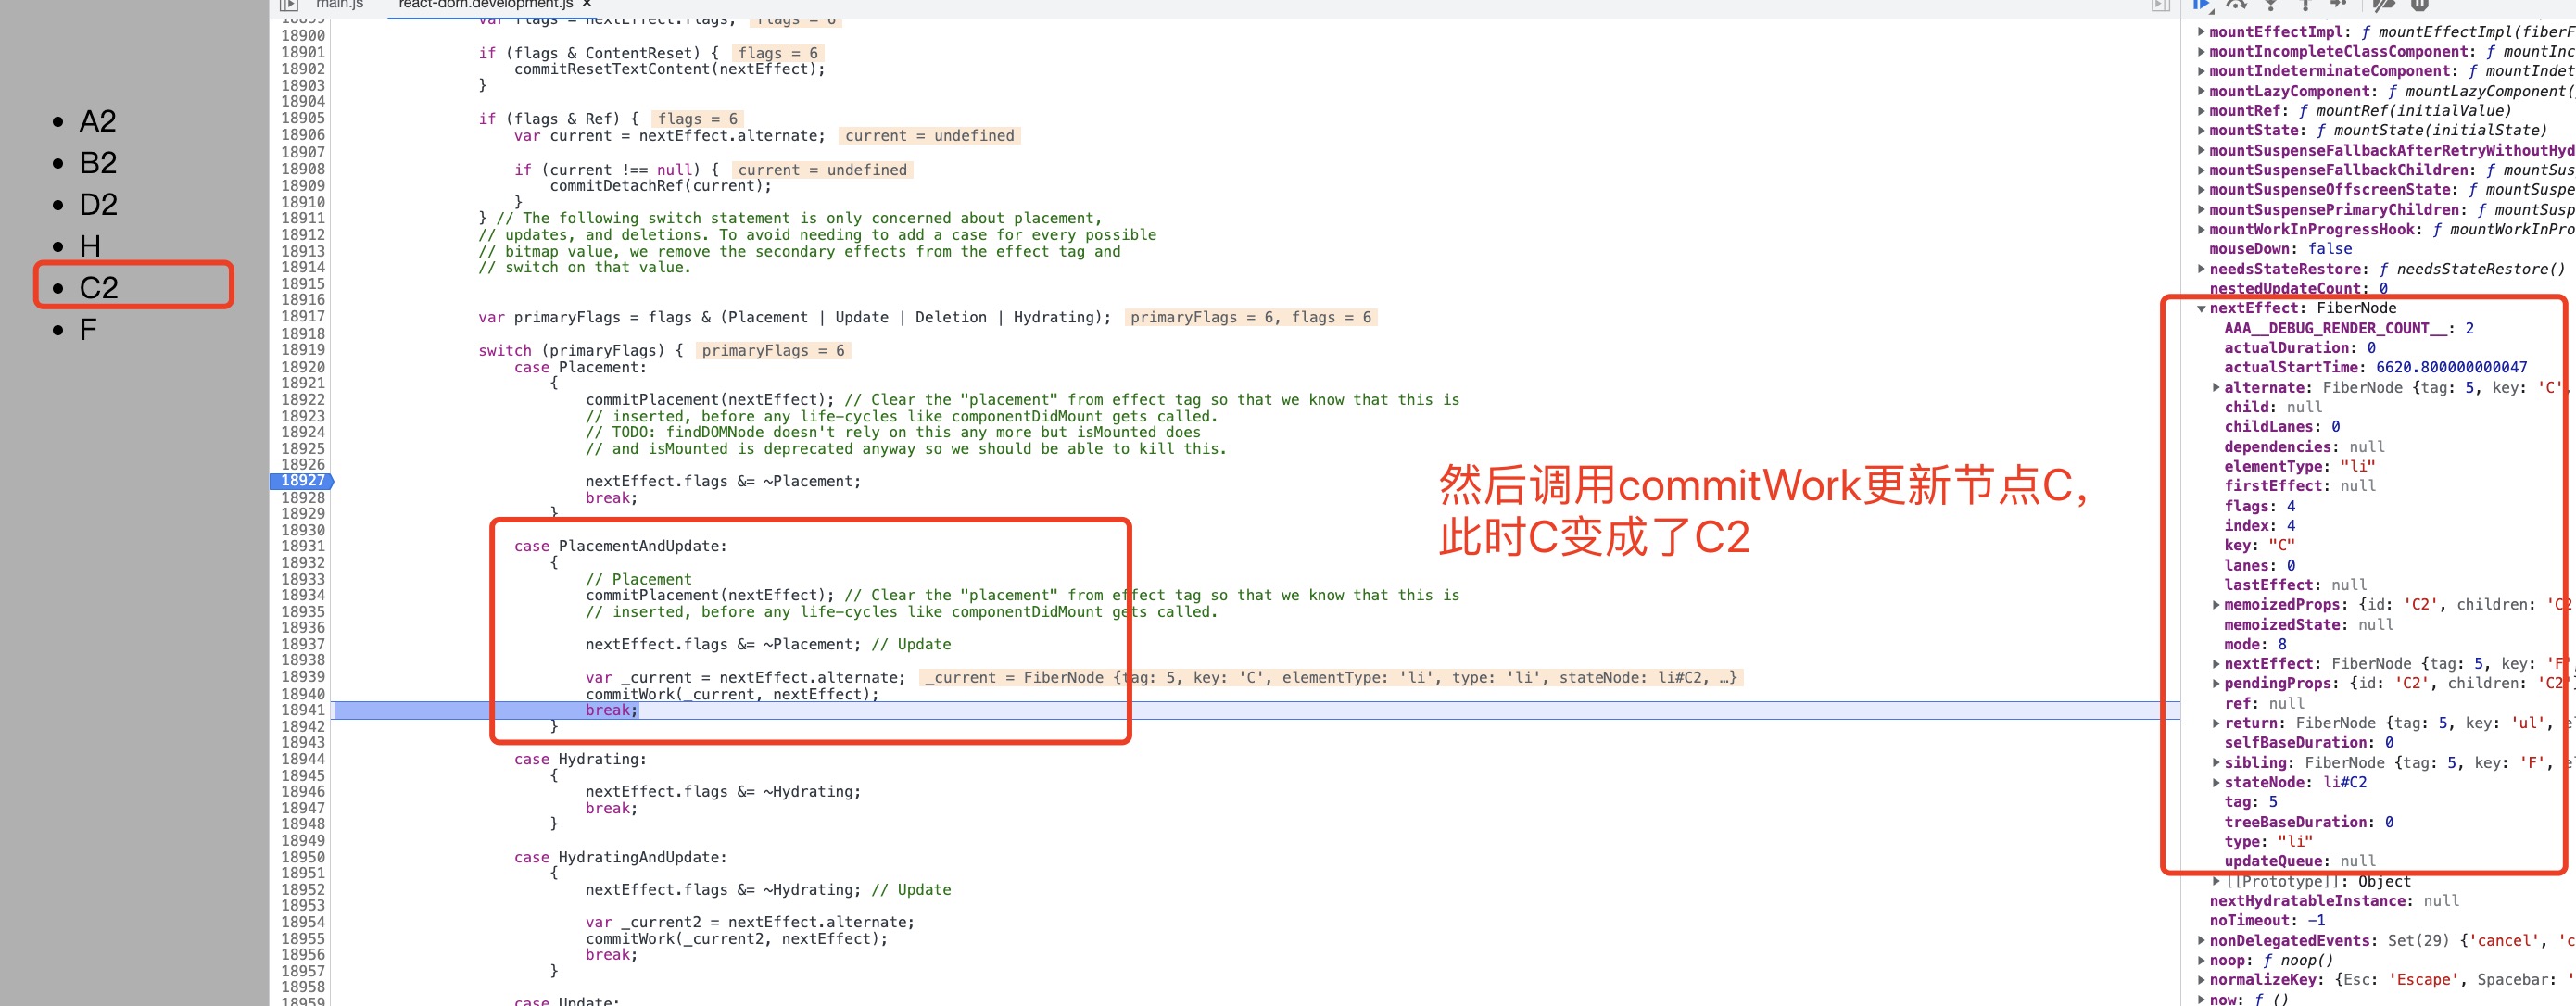 main.js
react-dom.development.js ×
• A2
• B2
• D2
• H
• C2
• F
18899 var flags = nextEffect.flags; flags = 6
18900
18901 if (flags & ContentReset) { flags = 6
18902 commitResetTextContent(nextEffect);
18903 }
18904
18905 if (flags & Ref) { flags = 6
18906 var current = nextEffect.alternate; current = undefined
18907
18908 if (current !== null) { current = undefined
18909 commitDetachRef(current);
18910 }
18911 } // The following switch statement is only concerned about placement,
18912 // updates, and deletions. To avoid needing to add a case for every possible
18913 // bitmap value, we remove the secondary effects from the effect tag and
18914 // switch on that value.
18915
18916
18917 var primaryFlags = flags & (Placement | Update | Deletion | Hydrating); primaryFlags = 6, flags = 6
18918
18919 switch (primaryFlags) { primaryFlags = 6
18920 case Placement:
18921 {
18922 commitPlacement(nextEffect); // Clear the "placement" from effect tag so that we know that this is
18923 // inserted, before any life-cycles like componentDidMount gets called.
18924 // TODO: findDOMNode doesn't rely on this any more but isMounted does
18925 // and isMounted is deprecated anyway so we should be able to kill this.
18926
18927 nextEffect.flags &= ~Placement;
18928 break;
18929 }
18930
18931 case PlacementAndUpdate:
18932 {
18933 // Placement
18934 commitPlacement(nextEffect); // Clear the "placement" from effect tag so that we know that this is
18935 // inserted, before any life-cycles like componentDidMount gets called.
18936
18937 nextEffect.flags &= ~Placement; // Update
18938
18939 var _current = nextEffect.alternate; _current = FiberNode {tag: 5, key: 'C', elementType: 'li', type: 'li', stateNode: li#C2, …}
18940 commitWork(_current, nextEffect);
18941 break;
18942 }
18943
18944 case Hydrating:
18945 {
18946 nextEffect.flags &= ~Hydrating;
18947 break;
18948 }
18949
18950 case HydratingAndUpdate:
18951 {
18952 nextEffect.flags &= ~Hydrating; // Update
18953
18954 var _current2 = nextEffect.alternate;
18955 commitWork(_current2, nextEffect);
18956 break;
18957 }
18958
18959 case Update:
然后调用commitWork更新节点C,
此时C变成了C2
mountEffectImpl: ƒ mountEffectImpl(fiberF
mountIncompleteClassComponent: ƒ mountInc
mountIndeterminateComponent: ƒ mountIndet
mountLazyComponent: ƒ mountLazyComponent(
mountRef: ƒ mountRef(initialValue)
mountState: ƒ mountState(initialState)
mountSuspenseFallbackAfterRetryWithoutHyd
mountSuspenseFallbackChildren: ƒ mountSus
mountSuspenseOffscreenState: ƒ mountSuspe
mountSuspensePrimaryChildren: ƒ mountSusp
mountWorkInProgressHook: ƒ mountWorkInPro
mouseDown: false
needsStateRestore: ƒ needsStateRestore()
nestedUpdateCount: 0
nextEffect: FiberNode
AAA__DEBUG_RENDER_COUNT__: 2
actualDuration: 0
actualStartTime: 6620.800000000047
alternate: FiberNode {tag: 5, key: 'C',
child: null
childLanes: 0
dependencies: null
elementType: "li"
firstEffect: null
flags: 4
index: 4
key: "C"
lanes: 0
lastEffect: null
memoizedProps: {id: 'C2', children: 'C2
memoizedState: null
mode: 8
nextEffect: FiberNode {tag: 5, key: 'F'
pendingProps: {id: 'C2', children: 'C2'
ref: null
return: FiberNode {tag: 5, key: 'ul', e
selfBaseDuration: 0
sibling: FiberNode {tag: 5, key: 'F', e
stateNode: li#C2
tag: 5
treeBaseDuration: 0
type: "li"
updateQueue: null
[[Prototype]]: Object
nextHydratableInstance: null
noTimeout: -1
nonDelegatedEvents: Set(29) {'cancel', 'c
noop: ƒ noop()
normalizeKey: {Esc: 'Escape', Spacebar: '
now: ƒ ()